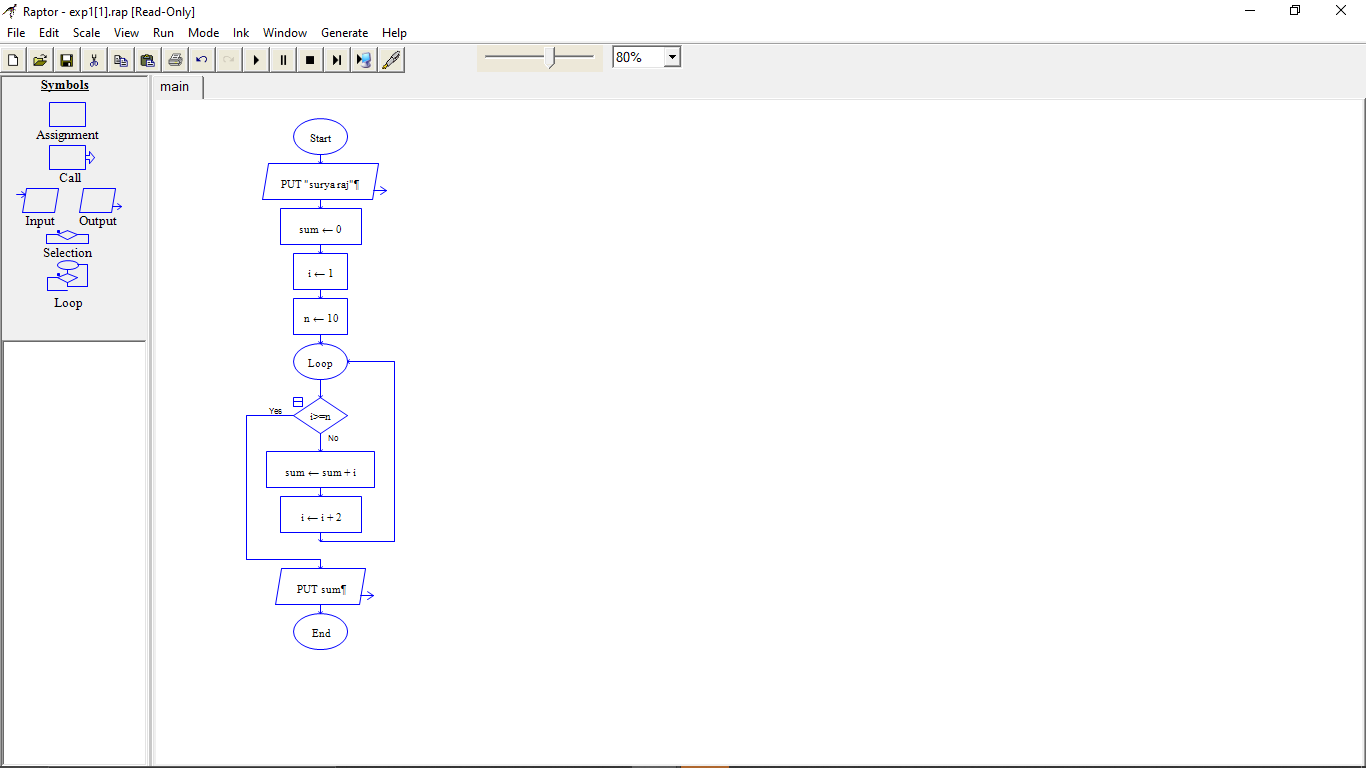 Raptor - exp1[1].rap [Read-Only]
File Edit Scale View Run Mode Ink Window Generate Help
80%
Symbols
Assignment
Call
Input Output
Selection
Loop
main
Start
PUT "surya raj"¶
sum ← 0
i ← 1
n ← 10
Loop
Yes
i>=n
No
sum ← sum + i
i ← i + 2
PUT sum¶
End